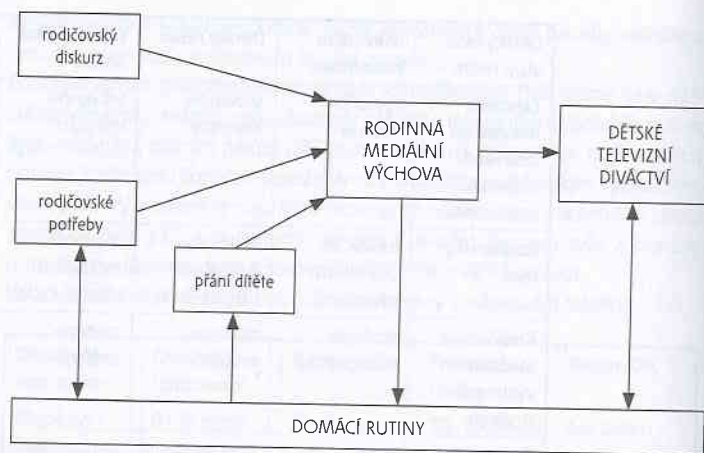 rodičovský
diskurz
RODINNÁ
MEDIÁLNÍ
VÝCHOVA
DĚTSKÉ
TELEVIZNÍ
DIVÁCTVÍ
rodičovské
potřeby
přání dítěte
DOMÁCÍ RUTINY